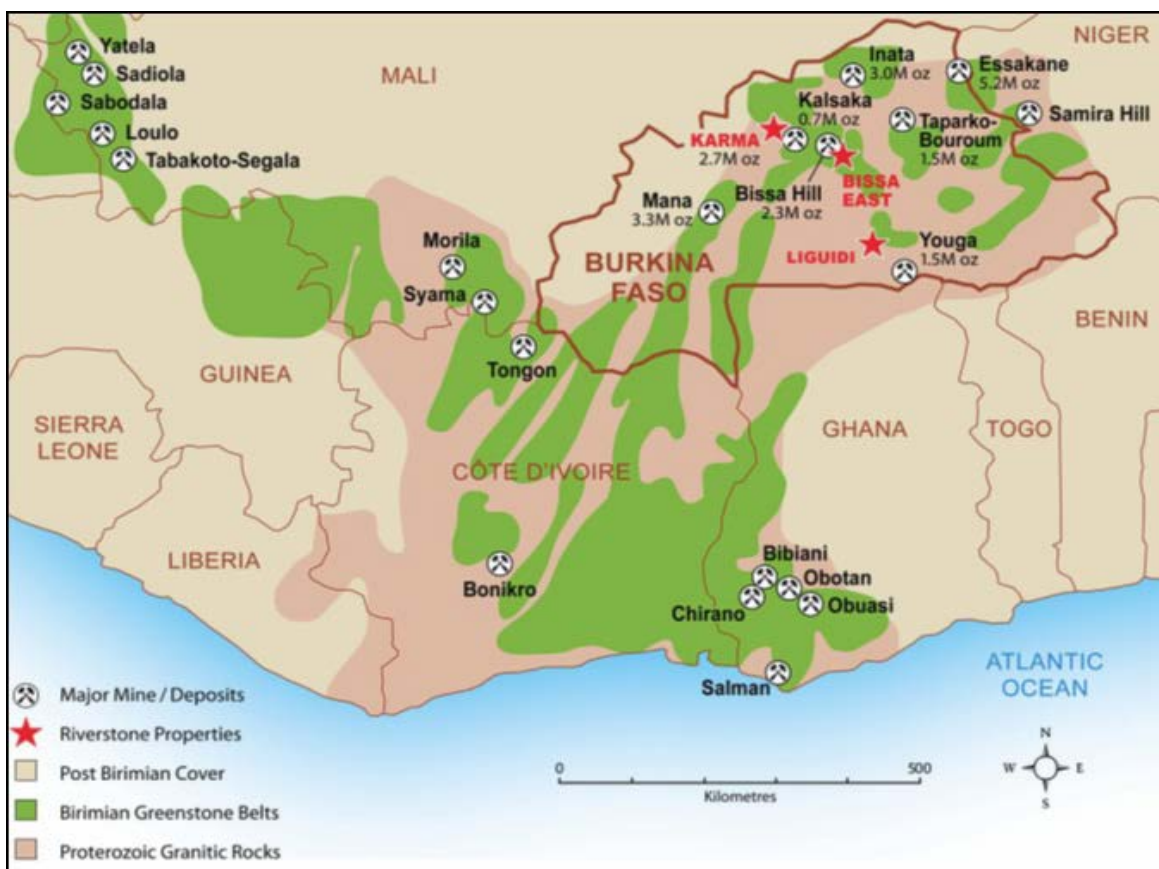 NIGER
MALI
Yatela
Sadiola
Sabodala
Loulo
Tabakoto-Segala
Inata
3.0M oz
Essakane
5.2M oz
Kalsaka
0.7M oz
Samira Hill
Taparko-
Bouroum
1.5M oz
KARMA
2.7M oz
Bissa Hill
2.3M oz
BISSA
EAST
Mana
3.3M oz
LIGUIDI
Youga
1.5M oz
BURKINA
FASO
Morila
Syama
Tongon
BENIN
GUINEA
SIERRA
LEONE
GHANA
TOGO
CÔTE D'IVOIRE
LIBERIA
Bonikro
Bibiani
Obotan
Chirano
Obuasi
Salman
ATLANTIC
OCEAN
Major Mine / Deposits
Riverstone Properties
Post Birimian Cover
Birimian Greenstone Belts
Proterozoic Granitic Rocks
0 500
Kilometres
N
W E
S